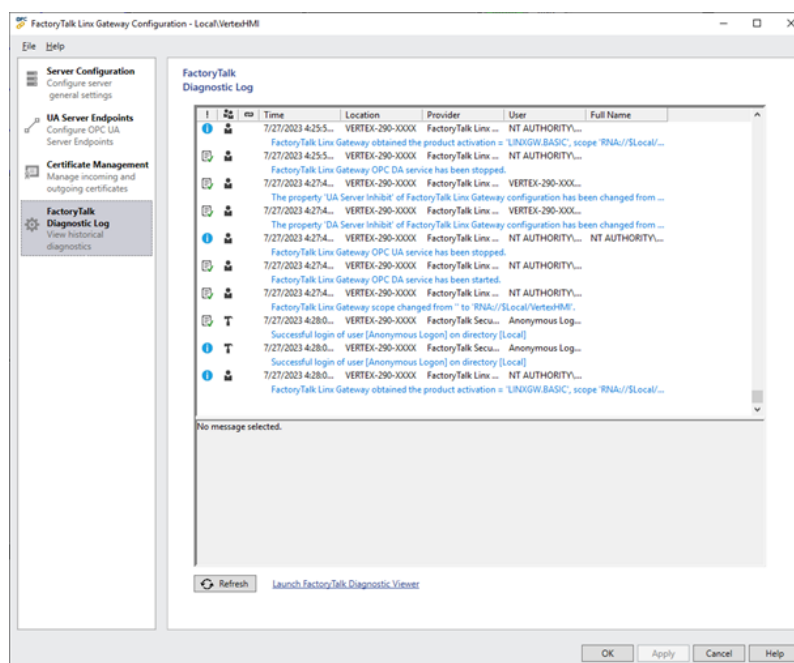 FactoryTalk Linx Gateway Configuration - Local\VertexHMI
File Help
Server Configuration
Configure server
general settings
UA Server Endpoints
Configure OPC UA
Server Endpoints
Certificate Management
Manage incoming and
outgoing certificates
FactoryTalk
Diagnostic Log
View historical
diagnostics
FactoryTalk
Diagnostic Log
! Time Location Provider User Full Name
7/27/2023 4:25:5... VERTEX-290-XXXX FactoryTalk Linx ... NT AUTHORITY\...
FactoryTalk Linx Gateway obtained the product activation = 'LINXGW.BASIC', scope 'RNA://$Local/...
7/27/2023 4:25:5... VERTEX-290-XXXX FactoryTalk Linx ... NT AUTHORITY\...
FactoryTalk Linx Gateway OPC DA service has been stopped.
7/27/2023 4:27:4... VERTEX-290-XXXX FactoryTalk Linx ... VERTEX-290-XXX...
The property 'UA Server Inhibit' of FactoryTalk Linx Gateway configuration has been changed from ...
7/27/2023 4:27:4... VERTEX-290-XXXX FactoryTalk Linx ... VERTEX-290-XXX...
The property 'DA Server Inhibit' of FactoryTalk Linx Gateway configuration has been changed from ...
7/27/2023 4:27:4... VERTEX-290-XXXX FactoryTalk Linx ... NT AUTHORITY\... NT AUTHORITY\...
FactoryTalk Linx Gateway OPC UA service has been stopped.
7/27/2023 4:27:4... VERTEX-290-XXXX FactoryTalk Linx ... NT AUTHORITY\...
FactoryTalk Linx Gateway OPC DA service has been started.
7/27/2023 4:27:4... VERTEX-290-XXXX FactoryTalk Linx ... NT AUTHORITY\...
FactoryTalk Linx Gateway scope changed from '' to 'RNA://$Local/VertexHMI'.
7/27/2023 4:28:0... VERTEX-290-XXXX FactoryTalk Secu... Anonymous Log...
Successful login of user [Anonymous Logon] on directory [Local]
7/27/2023 4:28:0... VERTEX-290-XXXX FactoryTalk Secu... Anonymous Log...
Successful login of user [Anonymous Logon] on directory [Local]
7/27/2023 4:28:0... VERTEX-290-XXXX FactoryTalk Linx ... NT AUTHORITY\...
FactoryTalk Linx Gateway obtained the product activation = 'LINXGW.BASIC', scope 'RNA://$Local/...
No message selected.
Refresh Launch FactoryTalk Diagnostic Viewer
OK Apply Cancel Help